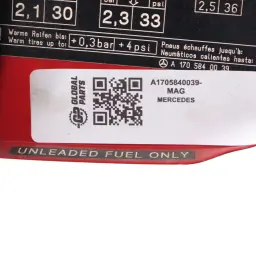 2,1 30 2,3 33 2,5 36
Warme Reifen bis:
Warm tires up to: +0,3bar +4psi
Pneus échauffés jusqu'à:
Neumáticos calientes hasta:
A 170 584 00 39
GLOBAL
PARTS
A1705840039-
MAG
MERCEDES
UNLEADED FUEL ONLY